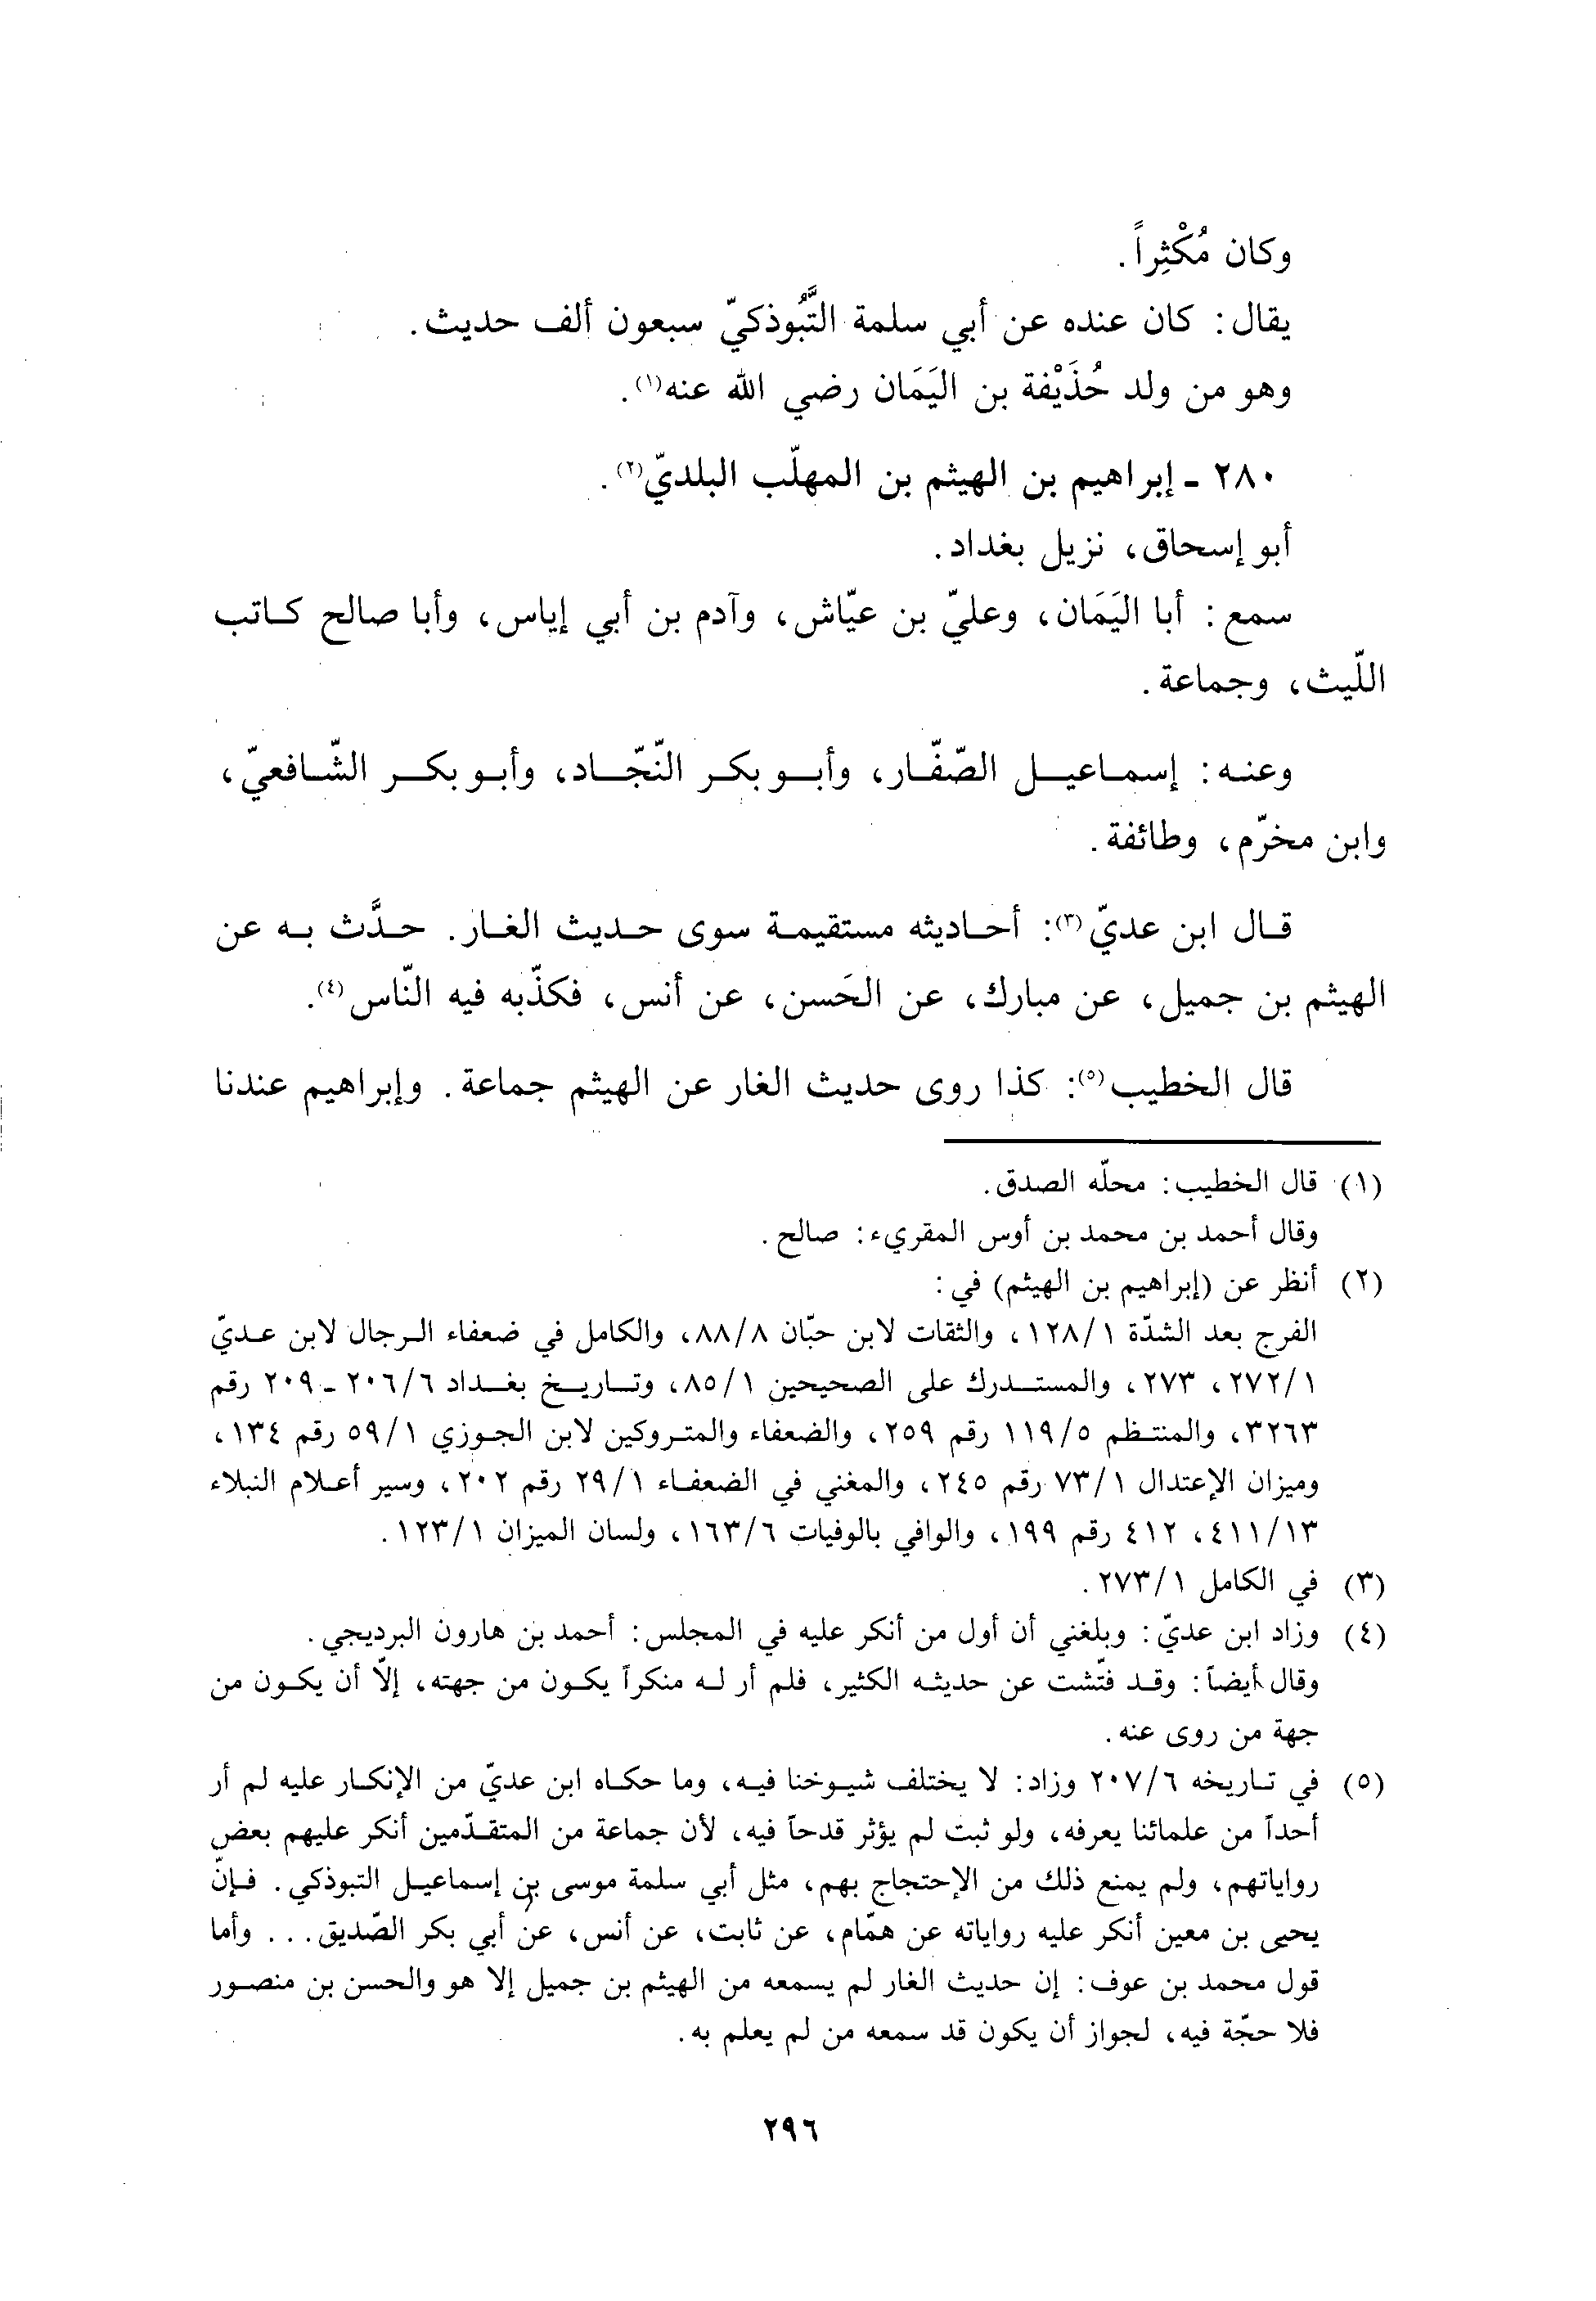 وكان مُكْثِراً.
يقال: كان عنده عن أبي سلمة التَّبُوذكيّ سبعون ألف حديث.
وهو من ولد حُذَيْفة بن اليَمَان رضي الله عنه(١).
٢٨٠ - إبراهيم بن الهيثم بن المهلّب البلديّ(٢).
أبو إسحاق، نزيل بغداد.
سمع: أبا اليَمَان، وعليّ بن عيّاش، وآدم بن أبي إياس، وأبا صالح كاتب
اللّيث، وجماعة.
وعنه: إسماعيل الصّفّار، وأبو بكر النّجّاد، وأبو بكر الشّافعيّ،
وابن مخرّم، وطائفة.
قال ابن عديّ(٣): أحاديثه مستقيمة سوى حديث الغار. حدَّث به عن
الهيثم بن جميل، عن مبارك، عن الحَسن، عن أنس، فكذّبه فيه النّاس(٤).
قال الخطيب(٥): كذا روى حديث الغار عن الهيثم جماعة. وإبراهيم عندنا
(١) قال الخطيب: محلّه الصدق.
وقال أحمد بن محمد بن أوس المقريء: صالح.
(٢) أنظر عن (إبراهيم بن الهيثم) في:
الفرج بعد الشدّة ١/١٢٨، والثقات لابن حبّان ٨/٨٨، والكامل في ضعفاء الرجال لابن عديّ
١/٢٧٢، ٢٧٣، والمستدرك على الصحيحين ١/٨٥، وتاريخ بغداد ٦/٢٠٦ - ٢٠٩ رقم
٣٢٦٣، والمنتظم ٥/١١٩ رقم ٢٥٩، والضعفاء والمتروكين لابن الجوزي ١/٥٩ رقم ١٣٤،
وميزان الإعتدال ١/٧٣ رقم ٢٤٥، والمغني في الضعفاء ١/٢٩ رقم ٢٠٢، وسير أعلام النبلاء
١٣/٤١١، ٤١٢ رقم ١٩٩، والوافي بالوفيات ٦/١٦٣، ولسان الميزان ١/١٢٣.
(٣) في الكامل ١/٢٧٣.
(٤) وزاد ابن عديّ: وبلغني أن أول من أنكر عليه في المجلس: أحمد بن هارون البرديجي.
وقال أيضاً: وقد فتّشت عن حديثه الكثير، فلم أر له منكراً يكون من جهته، إلّا أن يكون من
جهة من روى عنه.
(٥) في تاريخه ٦/٢٠٧ وزاد: لا يختلف شيوخنا فيه، وما حكاه ابن عديّ من الإنكار عليه لم أر
أحداً من علمائنا يعرفه، ولو ثبت لم يؤثر قدحاً فيه، لأن جماعة من المتقدّمين أنكر عليهم بعض
رواياتهم، ولم يمنع ذلك من الإحتجاج بهم، مثل أبي سلمة موسى بن إسماعيل التبوذكي. فإنّ
يحيى بن معين أنكر عليه رواياته عن همّام، عن ثابت، عن أنس، عن أبي بكر الصّديق... وأما
قول محمد بن عوف: إن حديث الغار لم يسمعه من الهيثم بن جميل إلا هو والحسن بن منصور
فلا حجّة فيه، لجواز أن يكون قد سمعه من لم يعلم به.
٢٩٦